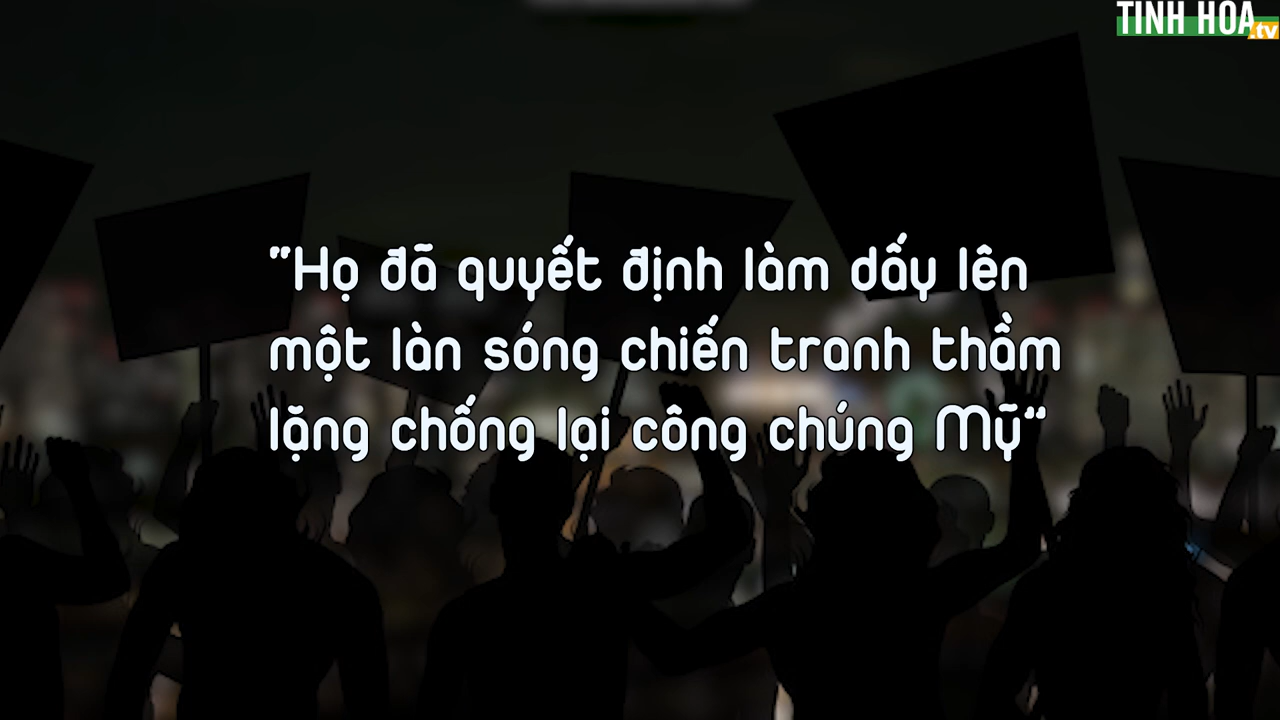 TINH HOA
.tv
“Họ đã quyết định làm dấy lên
một làn sóng chiến tranh thầm
lặng chống lại công chúng Mỹ“